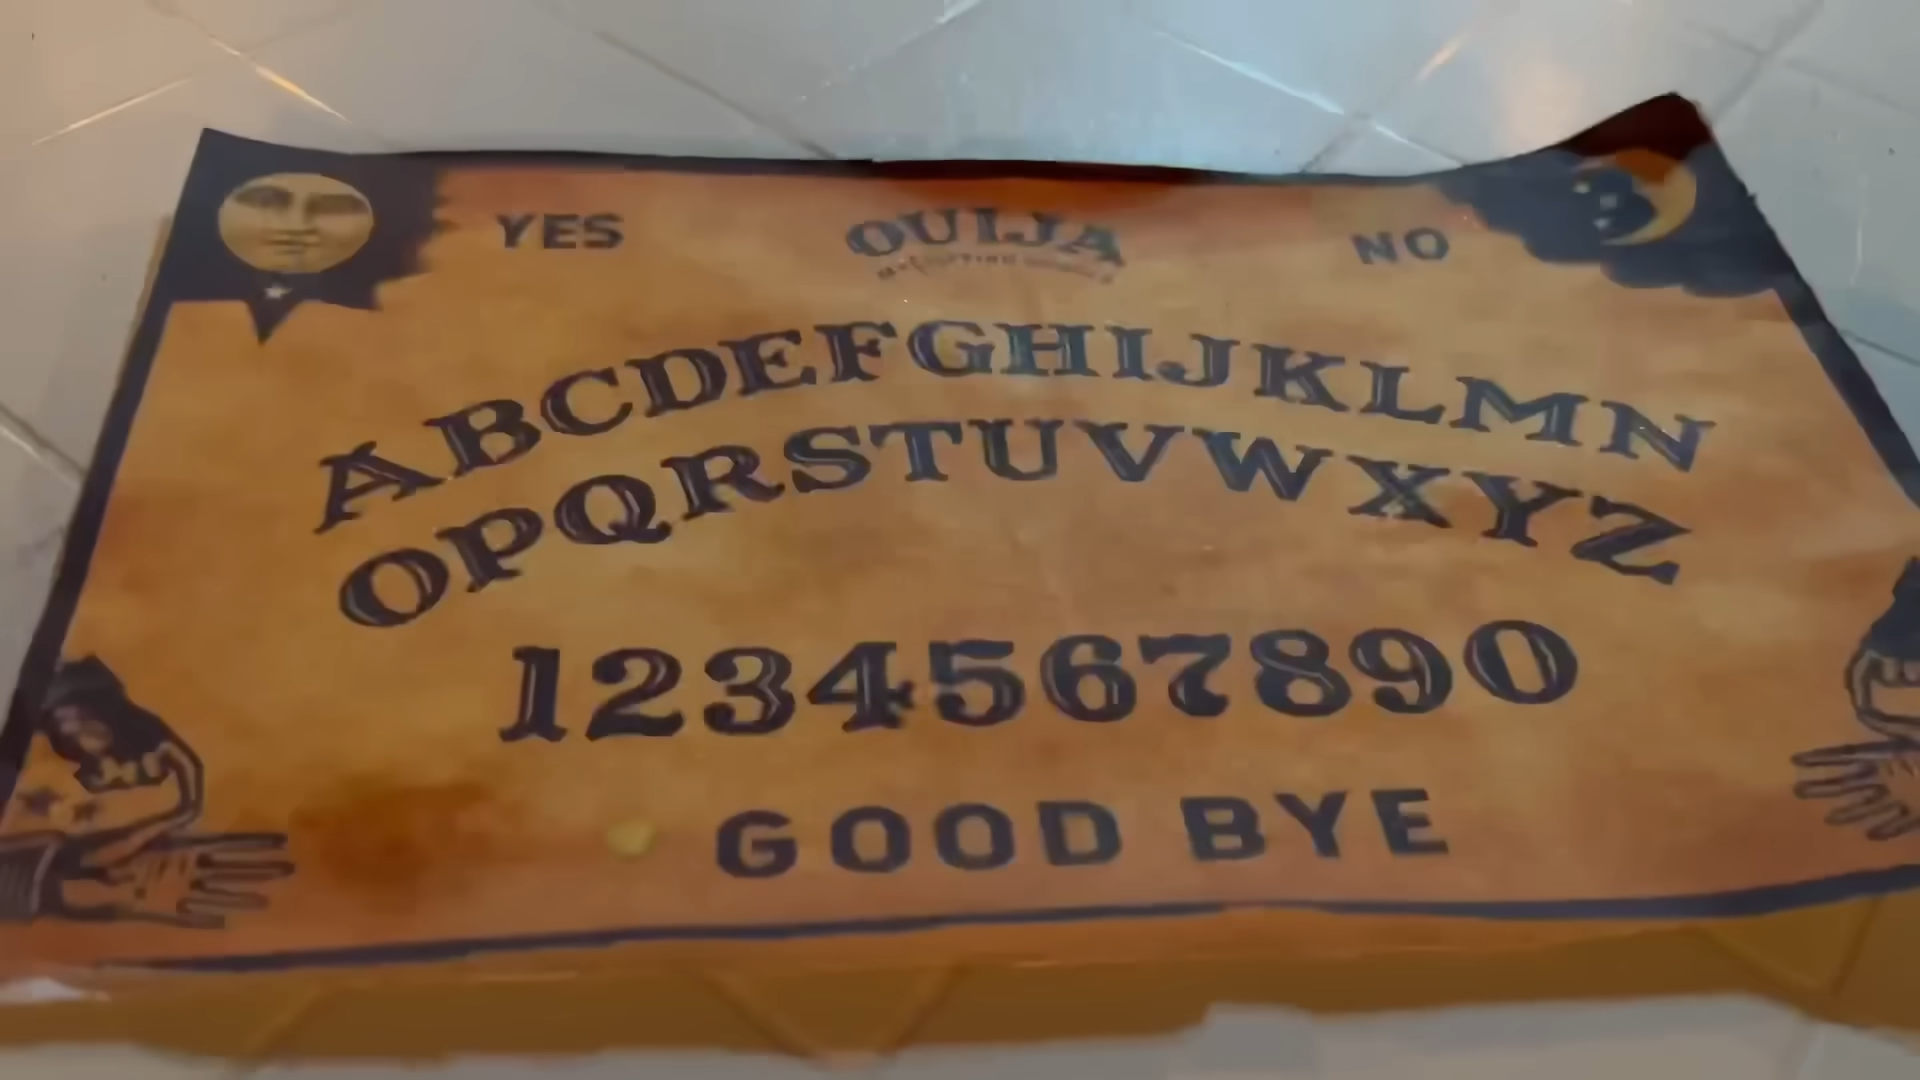 YES OUIJA NO
ABCDEFGHIJKLMN
OPQRSTUVWXYZ
1234567890
GOOD BYE